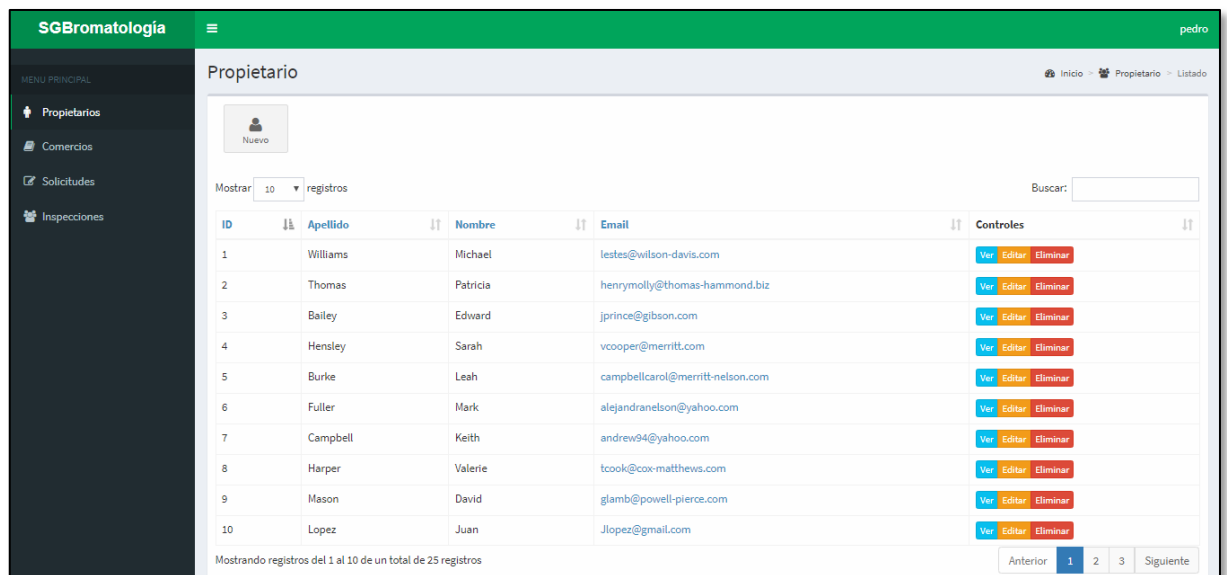 SGBromatología pedro
MENU PRINCIPAL
Propietarios
Comercios
Solicitudes
Inspecciones
Propietario
Inicio > Propietario > Listado
Nuevo
Mostrar 10 registros Buscar:
ID Apellido Nombre Email Controles
1 Williams Michael lestes@wilson-davis.com Ver Editar Eliminar
2 Thomas Patricia henrymolly@thomas-hammond.biz Ver Editar Eliminar
3 Bailey Edward jprince@gibson.com Ver Editar Eliminar
4 Hensley Sarah vcooper@merritt.com Ver Editar Eliminar
5 Burke Leah campbellcarol@merritt-nelson.com Ver Editar Eliminar
6 Fuller Mark alejandranelson@yahoo.com Ver Editar Eliminar
7 Campbell Keith andrew94@yahoo.com Ver Editar Eliminar
8 Harper Valerie tcook@cox-matthews.com Ver Editar Eliminar
9 Mason David glamb@powell-pierce.com Ver Editar Eliminar
10 Lopez Juan Jlopez@gmail.com Ver Editar Eliminar
Mostrando registros del 1 al 10 de un total de 25 registros Anterior 1 2 3 Siguiente